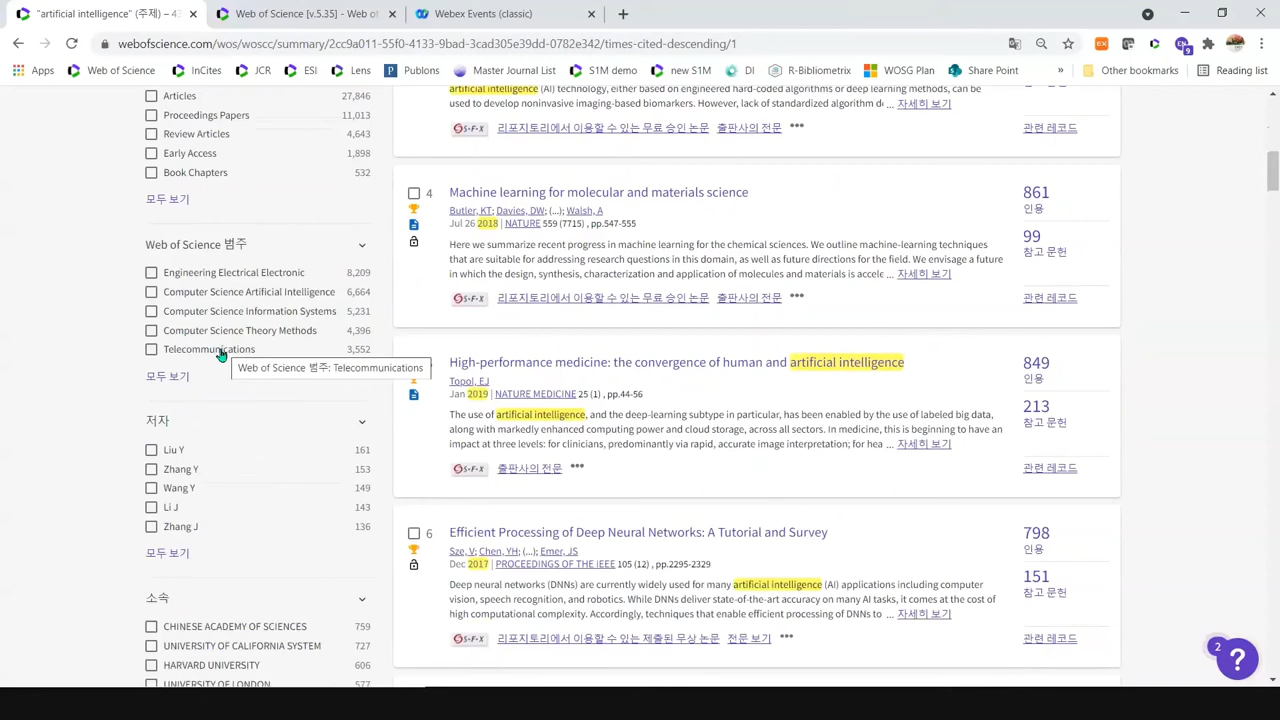 "artificial intelligence" (주제) – 43
Web of Science [v.5.35] - Web of
Webex Events (classic)
webofscience.com/wos/woscc/summary/2cc9a011-55f0-4133-9bad-3cad305e39dd-0782e342/times-cited-descending/1
Apps
Web of Science
InCites
JCR
ESI
Lens
Publons
Master Journal List
S1M demo
new S1M
DI
R-Bibliometrix
WOSG Plan
Share Point
Other bookmarks
Reading list
Articles 27,846
Proceedings Papers 11,013
Review Articles 4,643
Early Access 1,898
Book Chapters 532
모두 보기
Web of Science 범주
Engineering Electrical Electronic 8,209
Computer Science Artificial Intelligence 6,664
Computer Science Information Systems 5,231
Computer Science Theory Methods 4,396
Telecommunications 3,552
Web of Science 범주: Telecommunications
모두 보기
저자
Liu Y 161
Zhang Y 153
Wang Y 149
Li J 143
Zhang J 136
모두 보기
소속
CHINESE ACADEMY OF SCIENCES 759
UNIVERSITY OF CALIFORNIA SYSTEM 727
HARVARD UNIVERSITY 606
UNIVERSITY OF LONDON 577
artificial intelligence (AI) technology, either based on engineered hard-coded algorithms or deep learning methods, can be
used to develop noninvasive imaging-based biomarkers. However, lack of standardized algorithm de ... 자세히 보기
S·F·X 리포지토리에서 이용할 수 있는 무료 승인 논문 출판사의 전문 •••
관련 레코드
4 Machine learning for molecular and materials science
Butler, KT; Davies, DW; (...); Walsh, A
Jul 26 2018 | NATURE 559 (7715) , pp.547-555
Here we summarize recent progress in machine learning for the chemical sciences. We outline machine-learning techniques
that are suitable for addressing research questions in this domain, as well as future directions for the field. We envisage a future
in which the design, synthesis, characterization and application of molecules and materials is accele ... 자세히 보기
S·F·X 리포지토리에서 이용할 수 있는 무료 승인 논문 출판사의 전문 •••
861
인용
99
참고 문헌
관련 레코드
High-performance medicine: the convergence of human and artificial intelligence
Topol, EJ
Jan 2019 | NATURE MEDICINE 25 (1) , pp.44-56
The use of artificial intelligence, and the deep-learning subtype in particular, has been enabled by the use of labeled big data,
along with markedly enhanced computing power and cloud storage, across all sectors. In medicine, this is beginning to have an
impact at three levels: for clinicians, predominantly via rapid, accurate image interpretation; for hea ... 자세히 보기
S·F·X 출판사의 전문 •••
849
인용
213
참고 문헌
관련 레코드
6 Efficient Processing of Deep Neural Networks: A Tutorial and Survey
Sze, V; Chen, YH; (...); Emer, JS
Dec 2017 | PROCEEDINGS OF THE IEEE 105 (12) , pp.2295-2329
Deep neural networks (DNNs) are currently widely used for many artificial intelligence (AI) applications including computer
vision, speech recognition, and robotics. While DNNs deliver state-of-the-art accuracy on many AI tasks, it comes at the cost of
high computational complexity. Accordingly, techniques that enable efficient processing of DNNs to ... 자세히 보기
S·F·X 리포지토리에서 이용할 수 있는 제출된 무상 논문 전문 보기 •••
798
인용
151
참고 문헌
관련 레코드
2
?